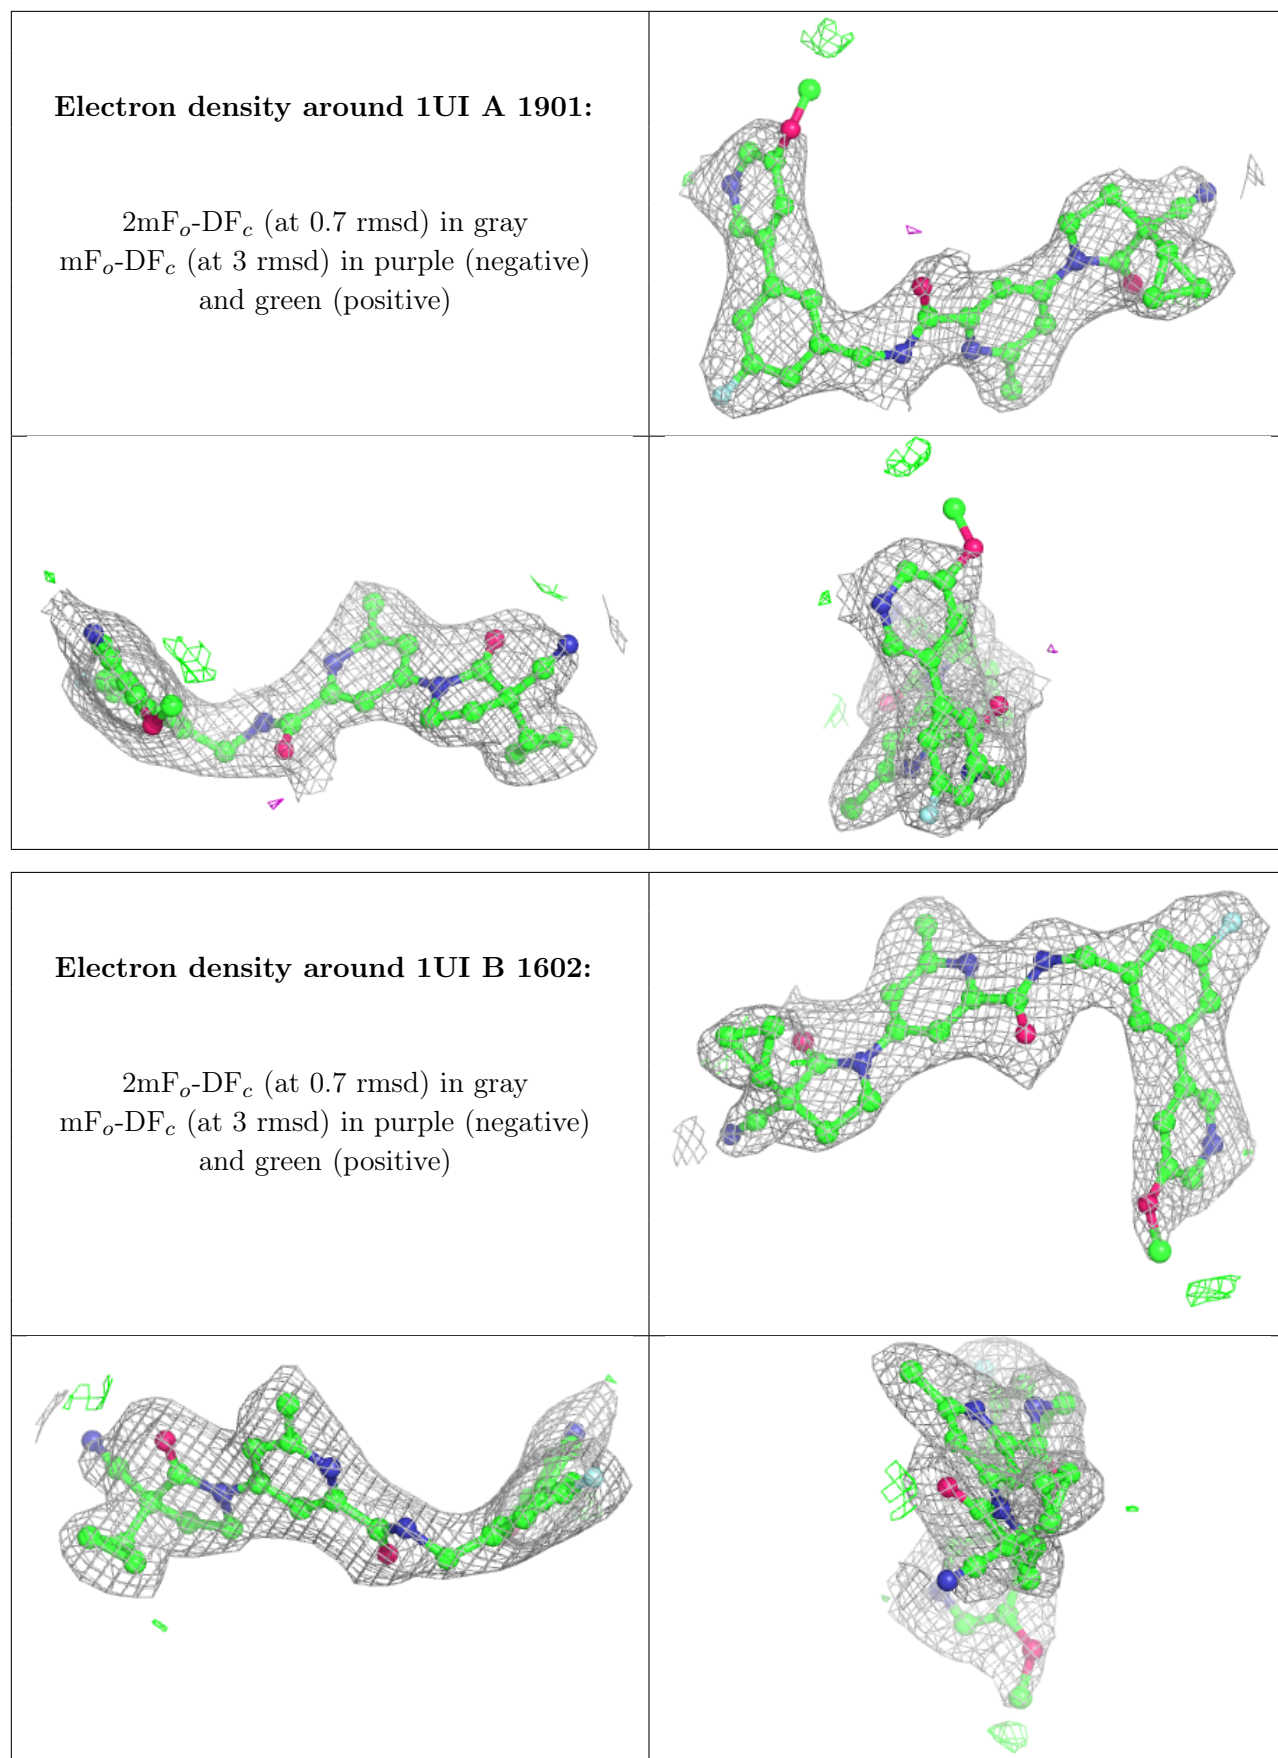 Electron density around 1UI A 1901:
2mFo-DFc (at 0.7 rmsd) in gray
mFo-DFc (at 3 rmsd) in purple (negative)
and green (positive)
Electron density around 1UI B 1602:
2mFo-DFc (at 0.7 rmsd) in gray
mFo-DFc (at 3 rmsd) in purple (negative)
and green (positive)